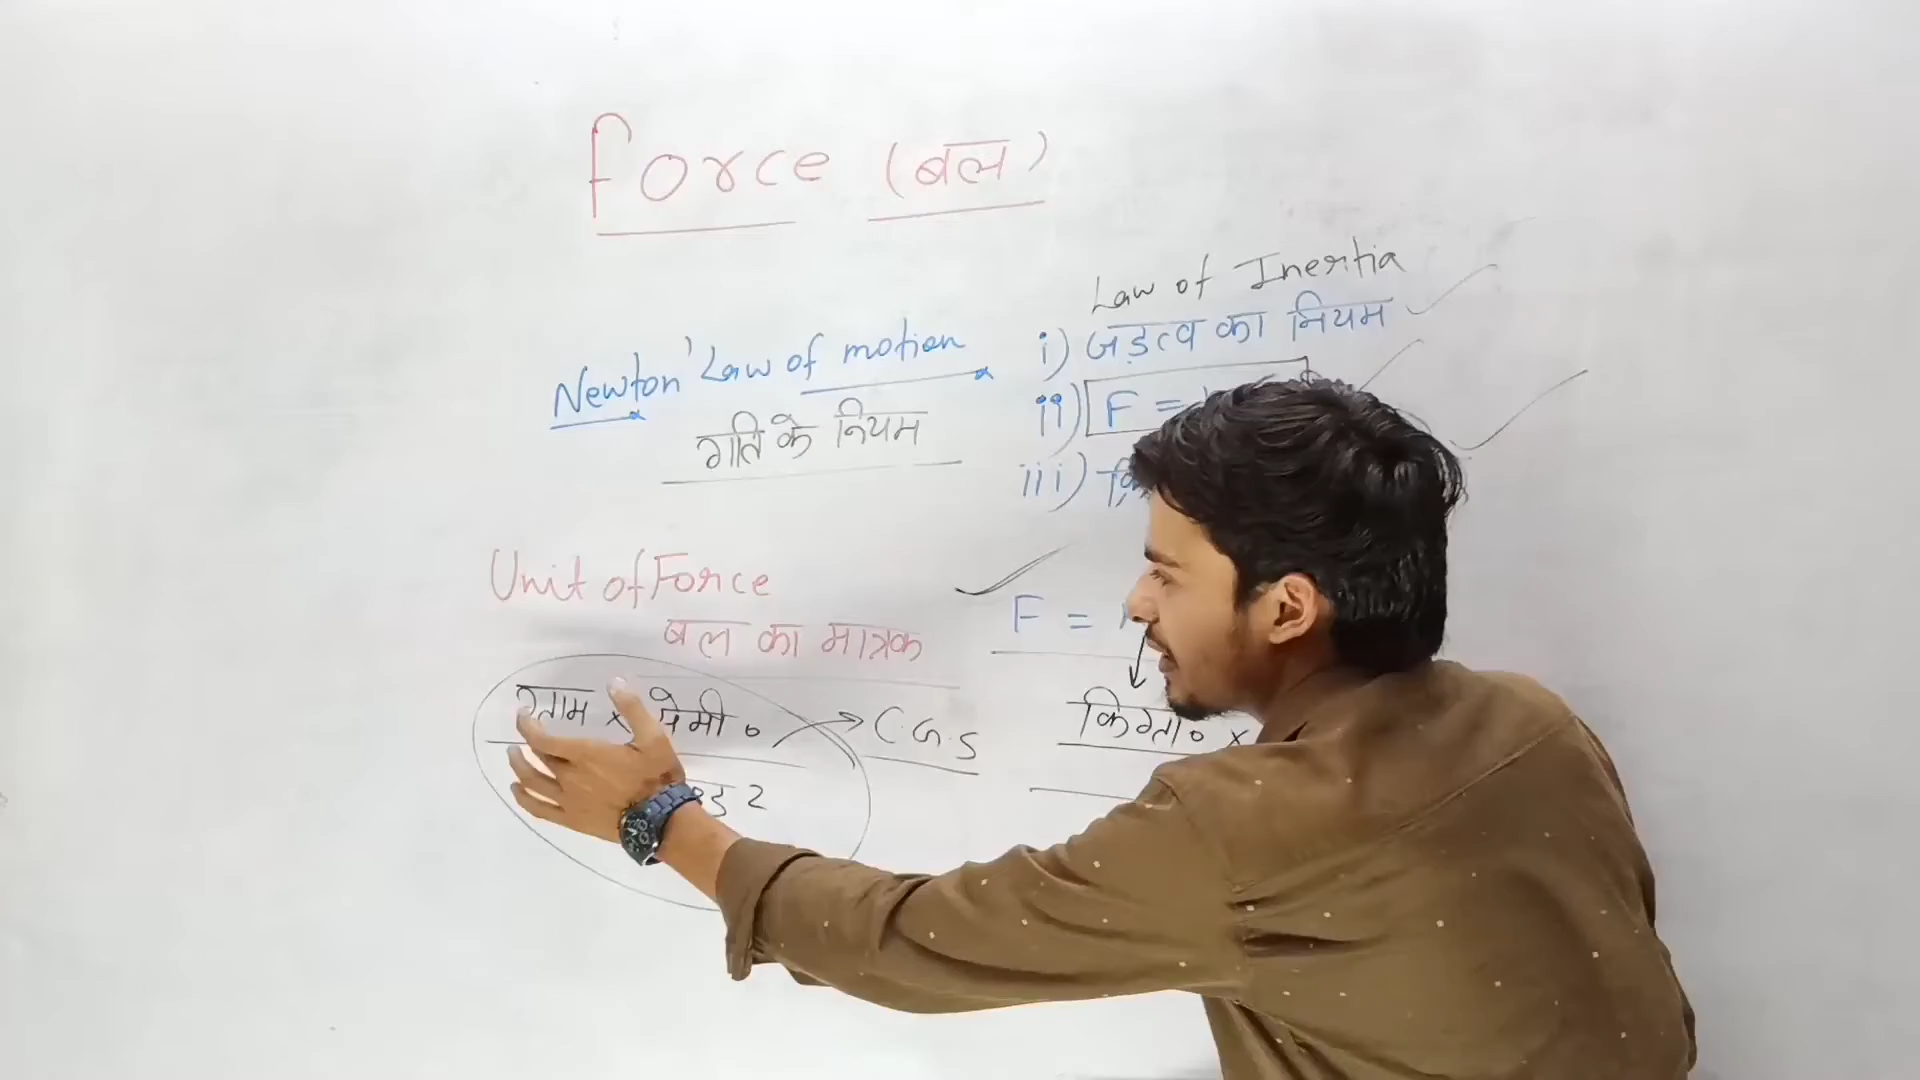 Force (बल)
Law of Inertia
Newton' Law of motion
i) जड़त्व का नियम
गति के नियम
ii) F =
iii)
Unit of Force
बल का मात्रक
F =
ग्राम × सेमी०
C.G.S
किग्रा० ×
2